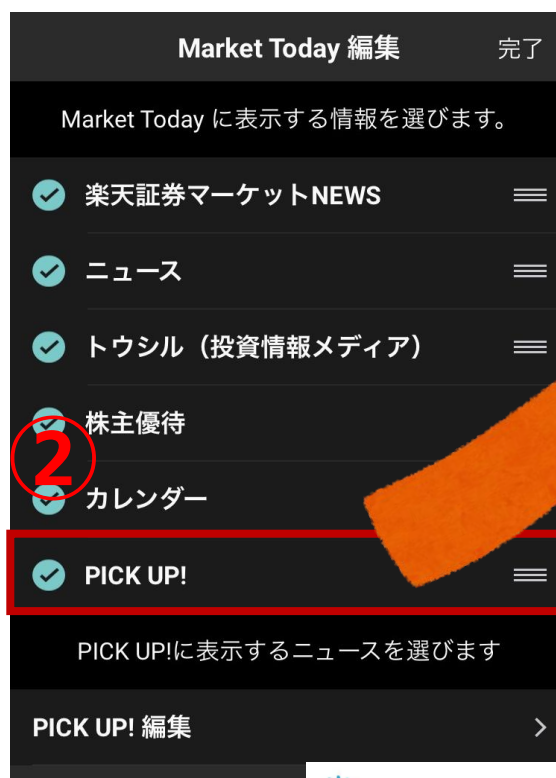 Market Today 編集 完了
Market Today に表示する情報を選びます。
楽天証券マーケットNEWS
ニュース
トウシル（投資情報メディア）
株主優待
②
カレンダー
PICK UP!
PICK UP!に表示するニュースを選びます
PICK UP! 編集